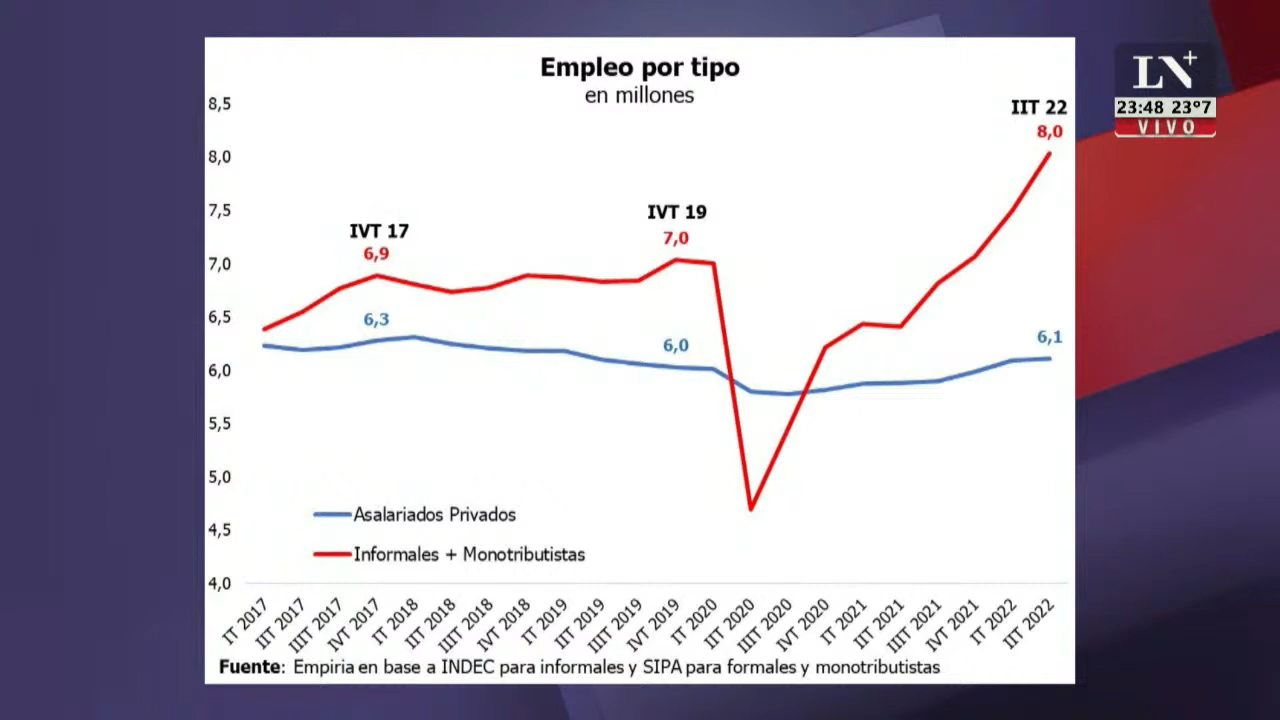 Empleo por tipo
en millones
LN+
23:48 23°7
VIVO
8,5
8,0
7,5
7,0
6,5
6,0
5,5
5,0
4,5
4,0
IVT 17
6,9
6,3
IVT 19
7,0
6,0
IIT 22
8,0
6,1
Asalariados Privados
Informales + Monotributistas
IT 2017
IIT 2017
IIIT 2017
IVT 2017
IT 2018
IIT 2018
IIIT 2018
IVT 2018
IT 2019
IIT 2019
IIIT 2019
IVT 2019
IT 2020
IIT 2020
IIIT 2020
IVT 2020
IT 2021
IIT 2021
IIIT 2021
IVT 2021
IT 2022
IIT 2022
Fuente: Empiria en base a INDEC para informales y SIPA para formales y monotributistas